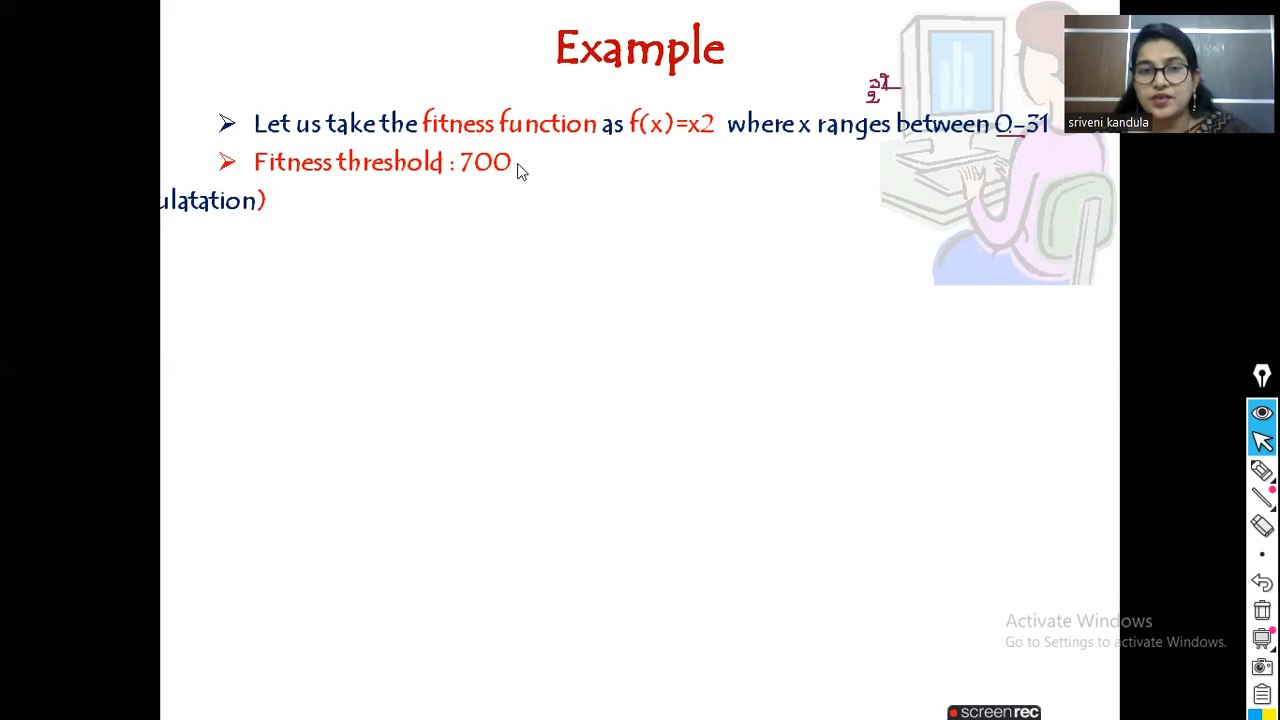 Example
Let us take the fitness function as f(x)=x2 where x ranges between 0-31
sriveni kandula
Fitness threshold : 700
ulatation)
Activate Windows
Go to Settings to activate Windows.
screenrec